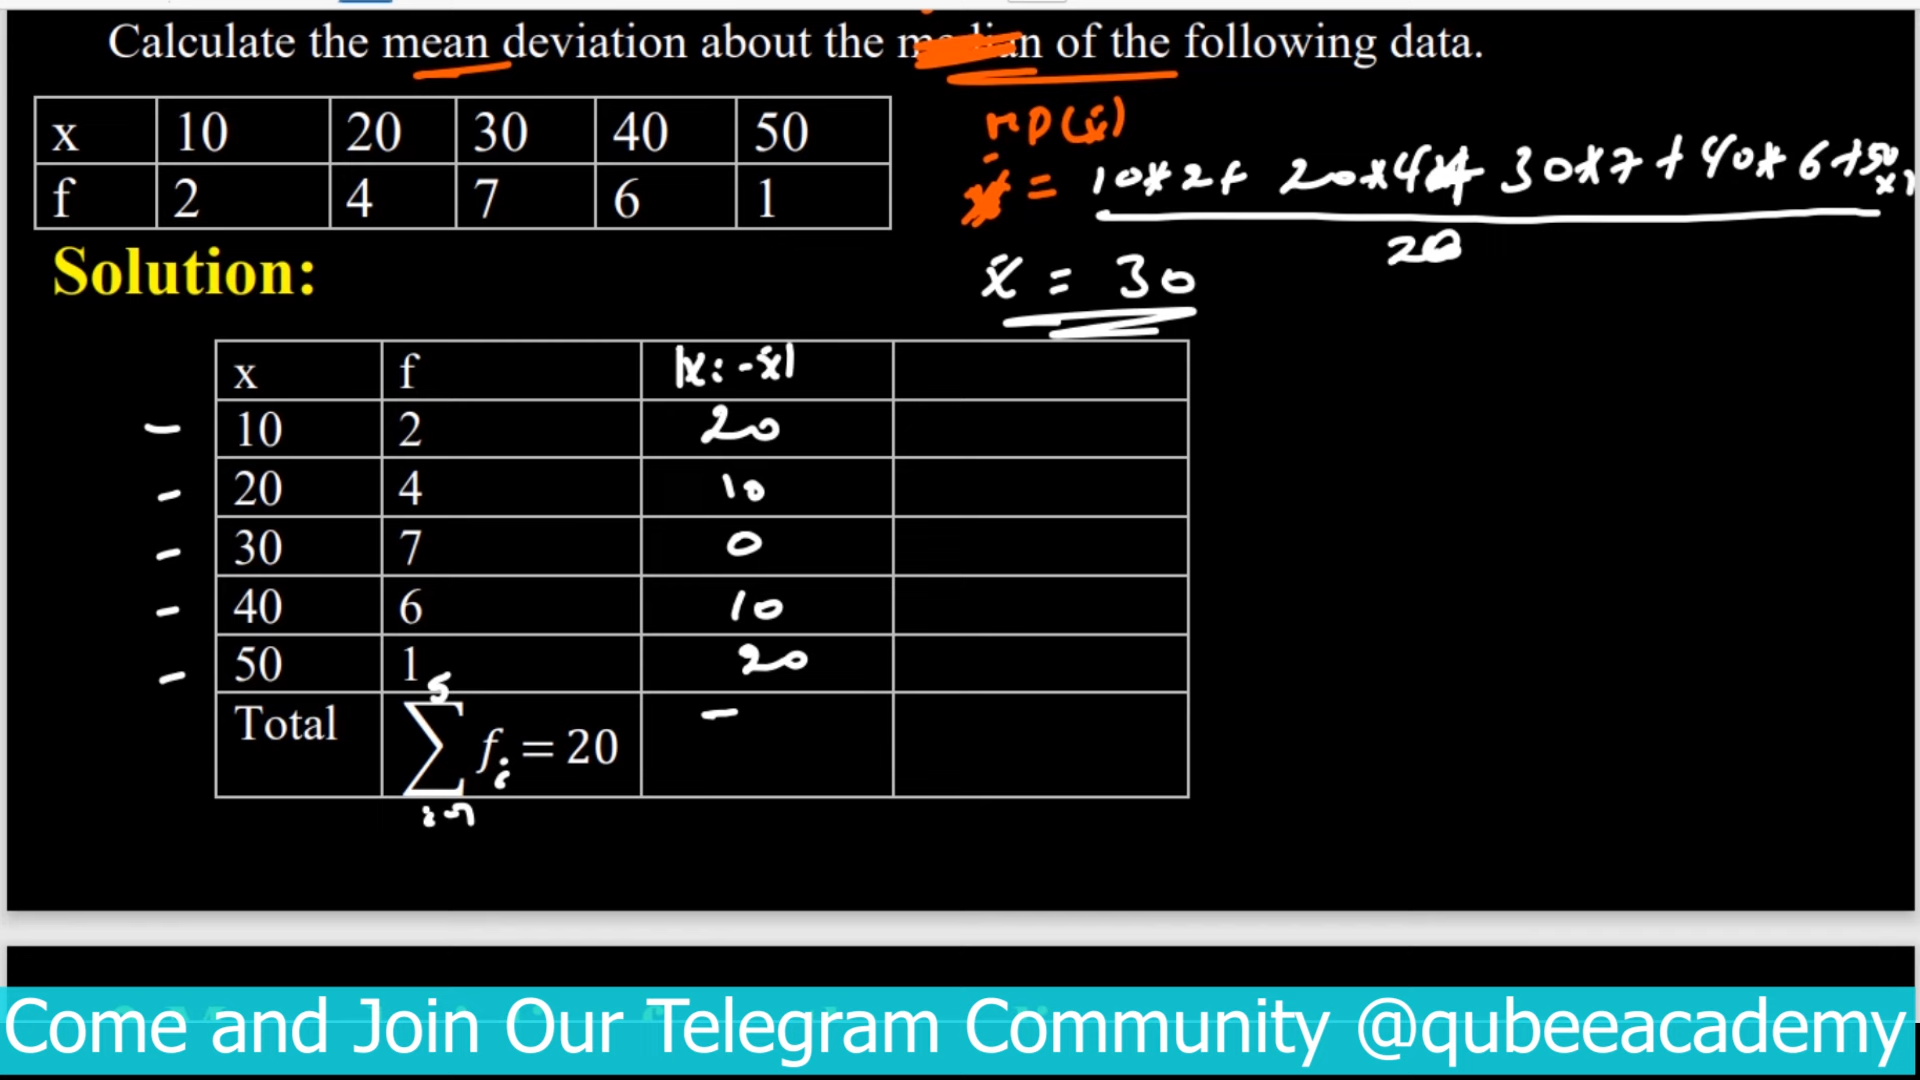 Calculate the mean deviation about the median of the following data.
x 10 20 30 40 50
f 2 4 7 6 1
MD(x̄)
= 10*2+ 20*4+ 30*7+40*6+50x1
20
x̄ = 30
Solution:
x f |xi-x̄|
10 2 20
20 4 10
30 7 0
40 6 10
50 1 20
Total 5 ∑ fi = 20 -
i=1
Come and Join Our Telegram Community @qubeeacademy